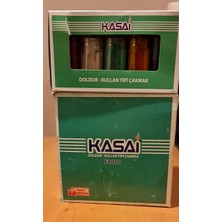 KASAİ
DOLDUR - KULLAN TİPİ ÇAKMAK
KASAİ
DOLDUR - KULLAN TİPİ ÇAKMAK